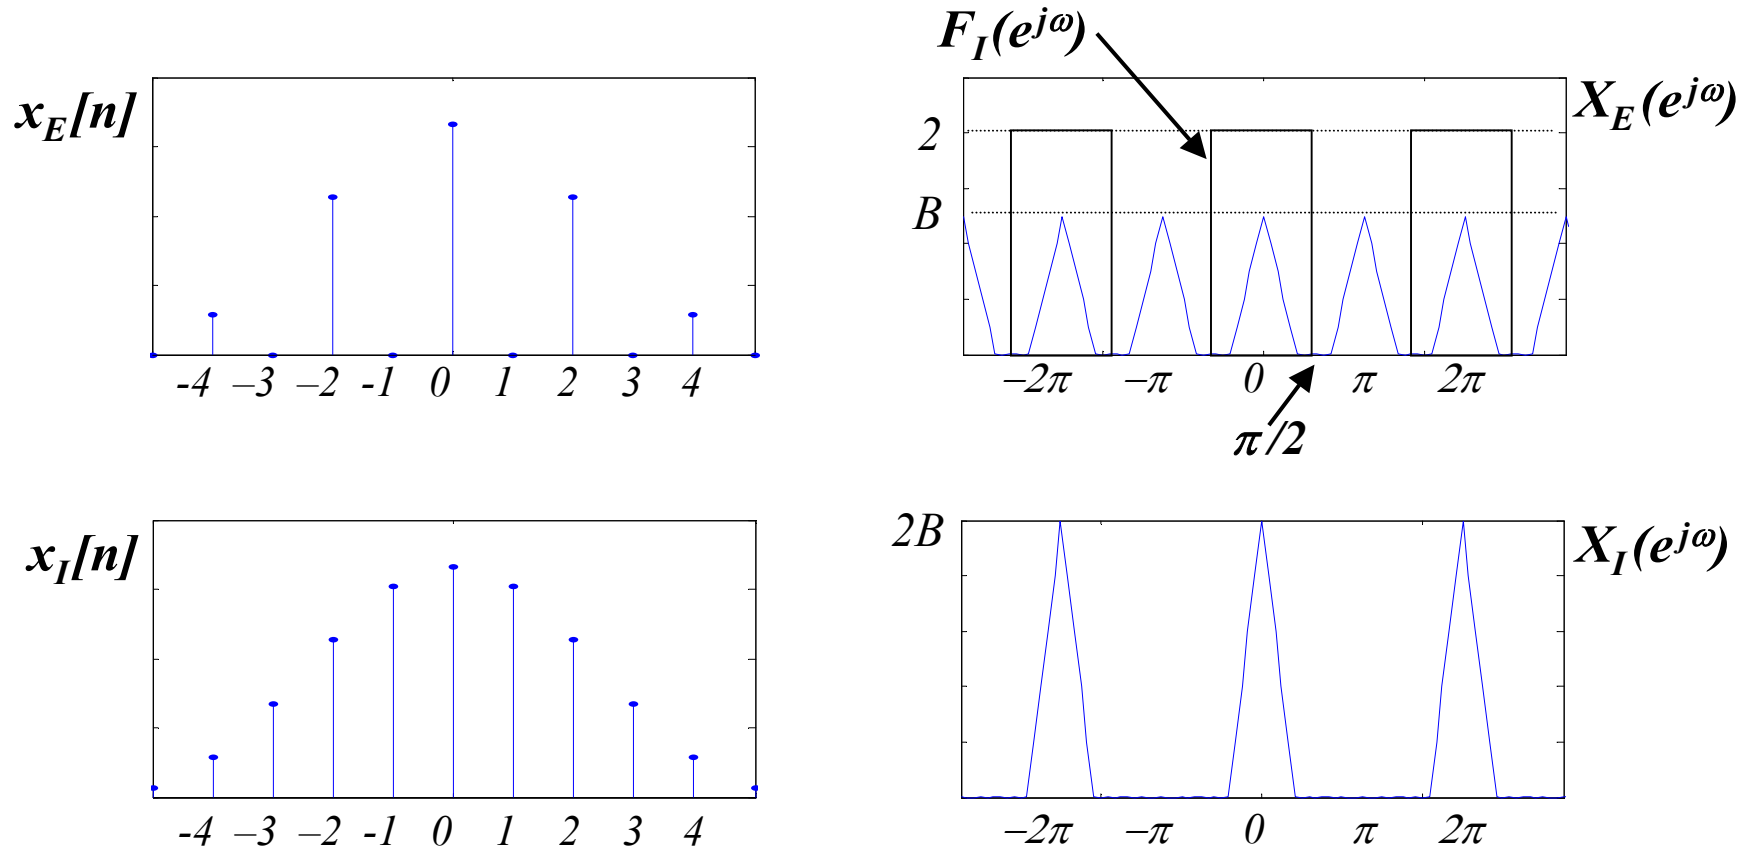 F_I(e^{jω})
x_E[n]
X_E(e^{jω})
2
B
-4 –3 –2 -1 0 1 2 3 4
–2π –π 0 π 2π
π/2
x_I[n]
2B
X_I(e^{jω})
-4 –3 –2 -1 0 1 2 3 4
–2π –π 0 π 2π